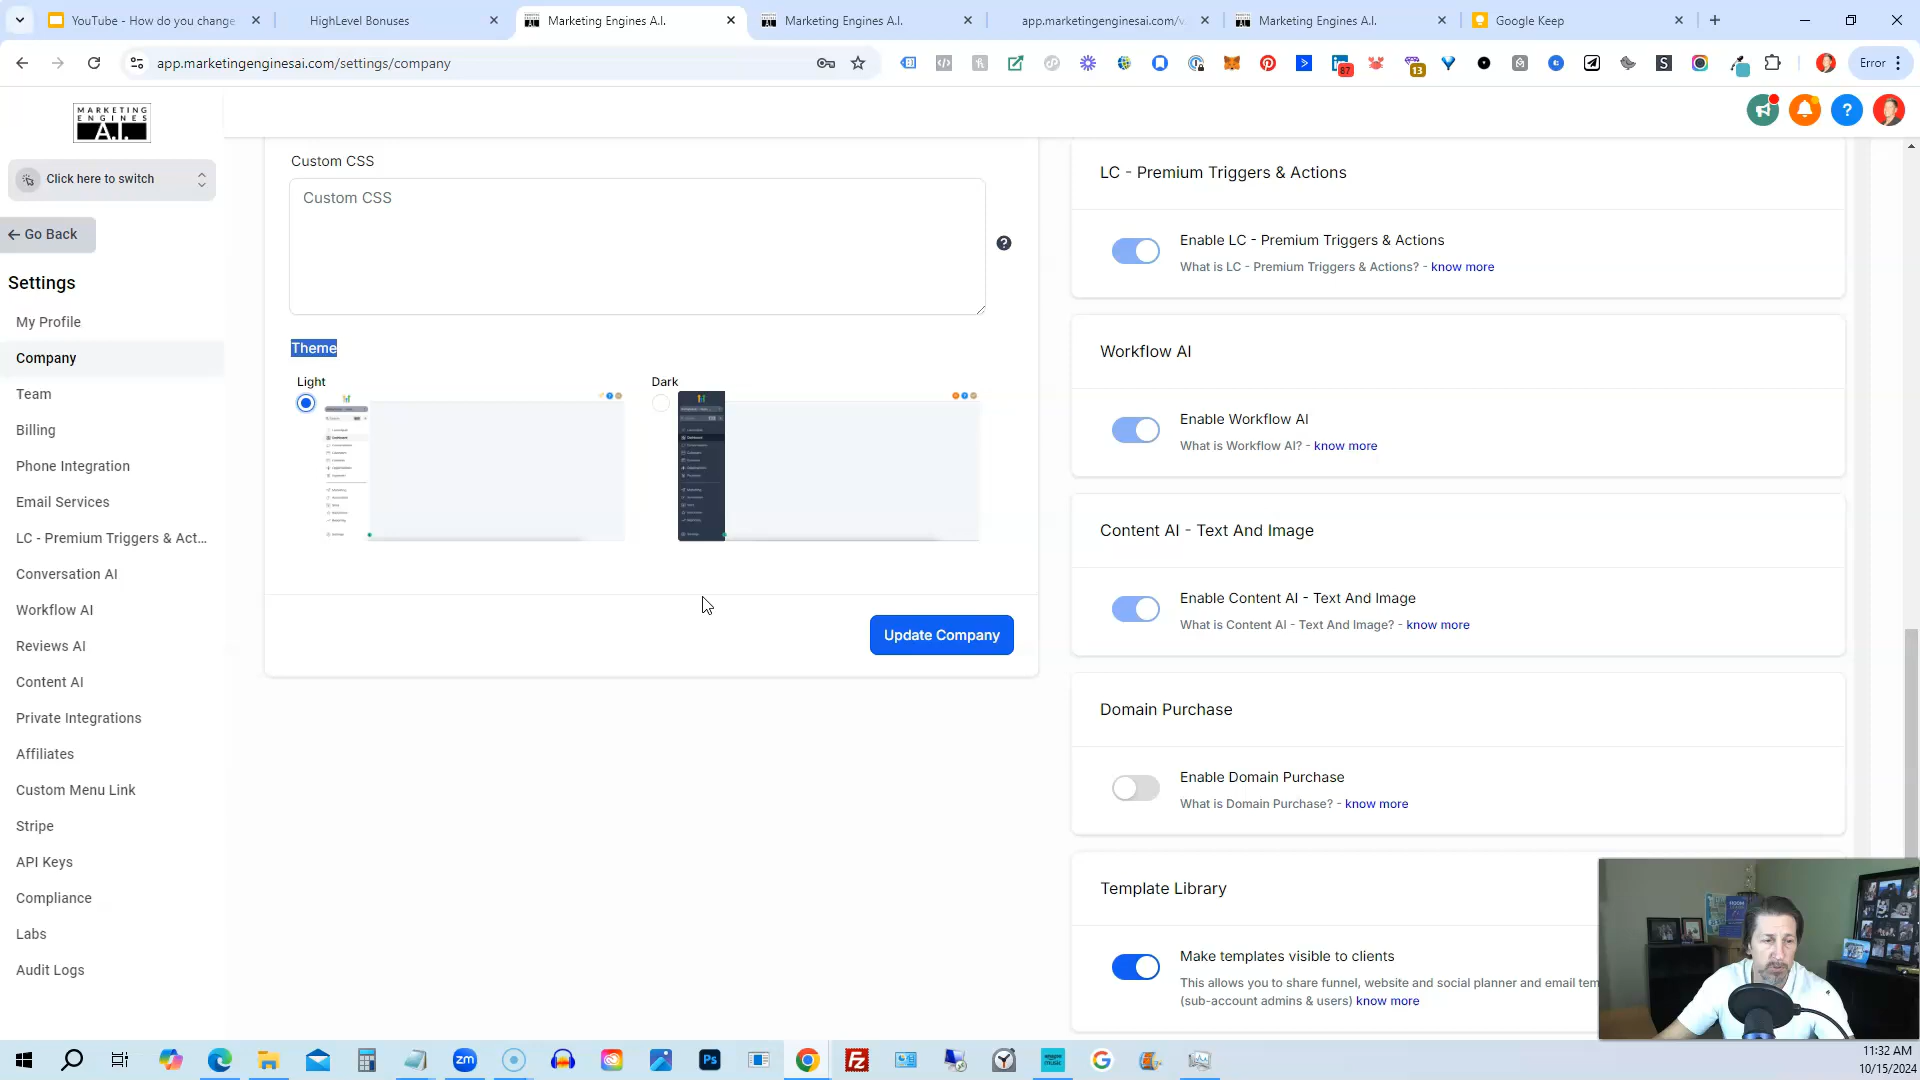 YouTube - How do you change
HighLevel Bonuses
Marketing Engines A.I.
Marketing Engines A.I.
app.marketingenginesai.com/v
Marketing Engines A.I.
Google Keep
app.marketingenginesai.com/settings/company
87
13
S
Error
MARKETING
ENGINES
A.I.
Click here to switch
Go Back
Settings
My Profile
Company
Team
Billing
Phone Integration
Email Services
LC - Premium Triggers & Act...
Conversation AI
Workflow AI
Reviews AI
Content AI
Private Integrations
Affiliates
Custom Menu Link
Stripe
API Keys
Compliance
Labs
Audit Logs
Custom CSS
Custom CSS
Theme
Light
Dark
Update Company
LC - Premium Triggers & Actions
Enable LC - Premium Triggers & Actions
What is LC - Premium Triggers & Actions? - know more
Workflow AI
Enable Workflow AI
What is Workflow AI? - know more
Content AI - Text And Image
Enable Content AI - Text And Image
What is Content AI - Text And Image? - know more
Domain Purchase
Enable Domain Purchase
What is Domain Purchase? - know more
Template Library
Make templates visible to clients
This allows you to share funnel, website and social planner and email tem
(sub-account admins & users) know more
zm
Ps
11:32 AM
10/15/2024